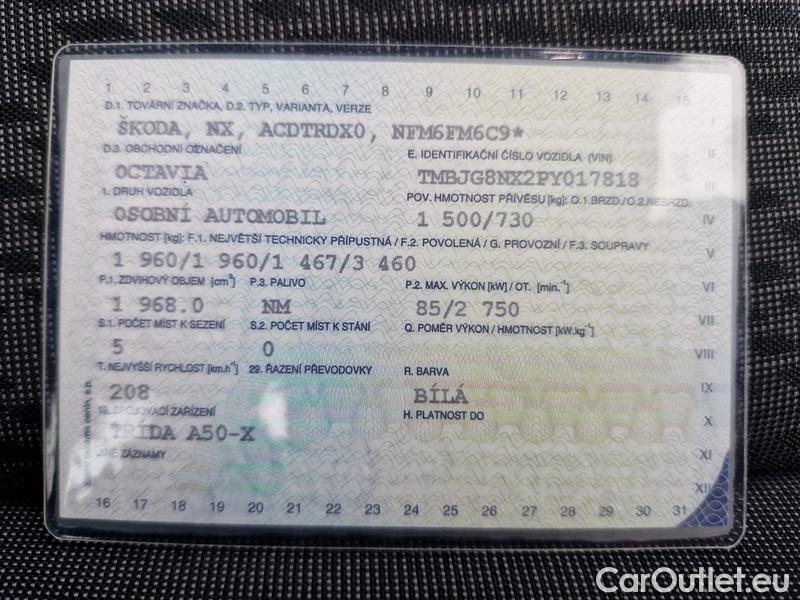 1 2 3 4 5 6 7 8 9 10 11 12 13 14 15
D.1. TOVÁRNÍ ZNAČKA, D.2. TYP, VARIANTA, VERZE
I
ŠKODA, NX, ACDTRDX0, NFM6FM6C9*
D.3. OBCHODNÍ OZNAČENÍ
E. IDENTIFIKAČNÍ ČÍSLO VOZIDLA (VIN)
II
OCTAVIA
TMBJG8NX2PY017818
III
1. DRUH VOZIDLA
POV. HMOTNOST PŘÍVĚSU [kg]: O.1.BRZD./O.2.NEBRZD.
OSOBNÍ AUTOMOBIL
1 500/730
IV
HMOTNOST [kg]: F.1. NEJVĚTŠÍ TECHNICKY PŘÍPUSTNÁ / F.2. POVOLENÁ / G. PROVOZNÍ / F.3. SOUPRAVY
V
1 960/1 960/1 467/3 460
P.1. ZDVIHOVÝ OBJEM [cm³]
P.3. PALIVO
P.2. MAX. VÝKON [kW] / OT. [min.⁻¹]
VI
1 968.0
NM
85/2 750
VII
S.1. POČET MÍST K SEZENÍ
S.2. POČET MÍST K STÁNÍ
Q. POMĚR VÝKON / HMOTNOST [kW.kg⁻¹]
5
0
VIII
T. NEJVYŠŠÍ RYCHLOST [km.h⁻¹]
29. ŘAZENÍ PŘEVODOVKY
R. BARVA
208
BÍLÁ
IX
19. SPOJOVACÍ ZAŘÍZENÍ
H. PLATNOST DO
X
TŘÍDA A50-X
JINÉ ZÁZNAMY
XI
XII
16 17 18 19 20 21 22 23 24 25 26 27 28 29 30 31
CarOutlet.eu